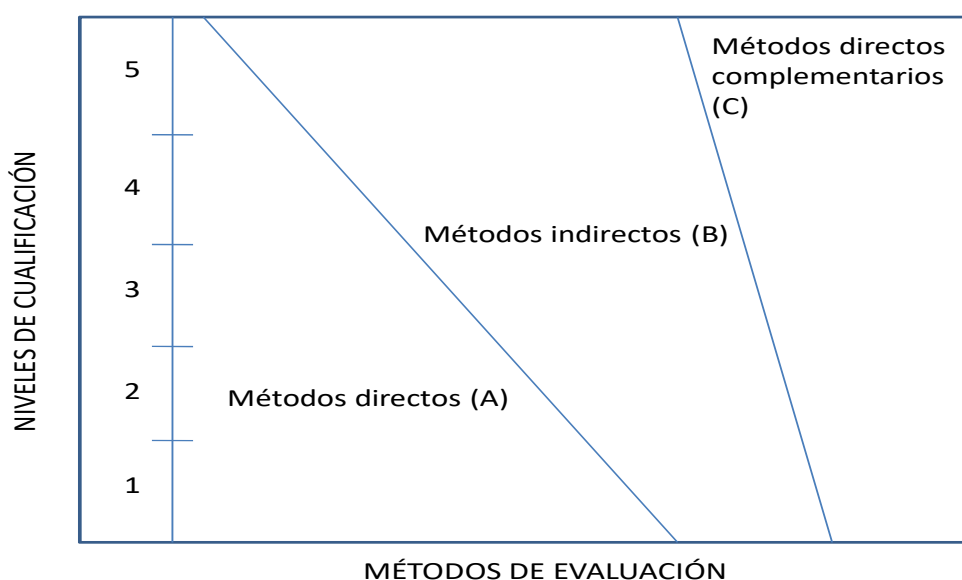 NIVELES DE CUALIFICACIÓN
5
4
3
2
1
Métodos directos
complementarios
(C)
Métodos indirectos (B)
Métodos directos (A)
MÉTODOS DE EVALUACIÓN